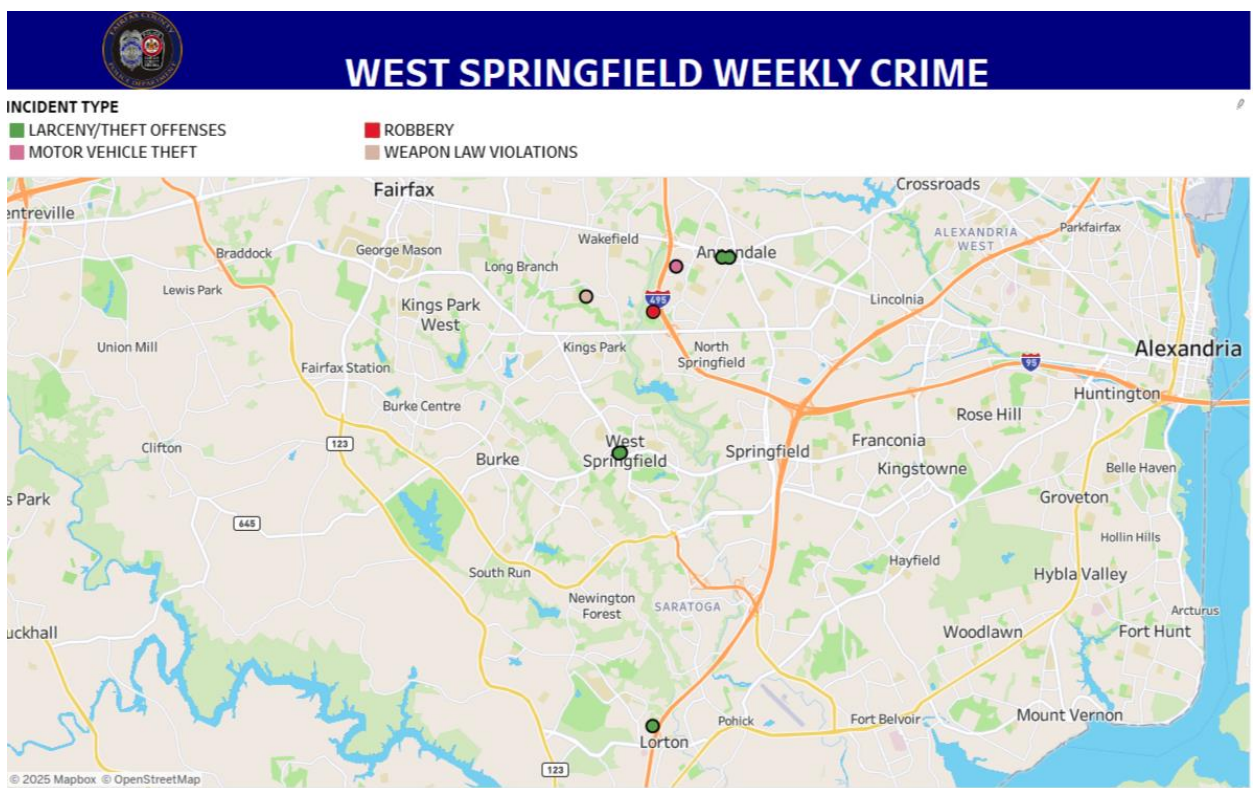 FAIRFAX COUNTY
WEST SPRINGFIELD WEEKLY CRIME
INCIDENT TYPE
LARCENY/THEFT OFFENSES
ROBBERY
MOTOR VEHICLE THEFT
WEAPON LAW VIOLATIONS
Fairfax
Crossroads
entreville
Parkfairfax
Wakefield
ALEXANDRIA
WEST
Braddock
George Mason
Annandale
Long Branch
Lewis Park
Kings Park
West
495
Lincolnia
Union Mill
Kings Park
North
Springfield
Alexandria
Fairfax Station
95
Huntington
Burke Centre
Rose Hill
123
Clifton
West
Springfield
Burke
Springfield
Franconia
Kingstowne
Belle Haven
s Park
Groveton
645
Hollin Hills
Hayfield
South Run
Hybla Valley
Newington
Forest
SARATOGA
Arcturus
uckhall
Woodlawn
Fort Hunt
Pohick
Fort Belvoir
Mount Vernon
Lorton
123
© 2025 Mapbox © OpenStreetMap